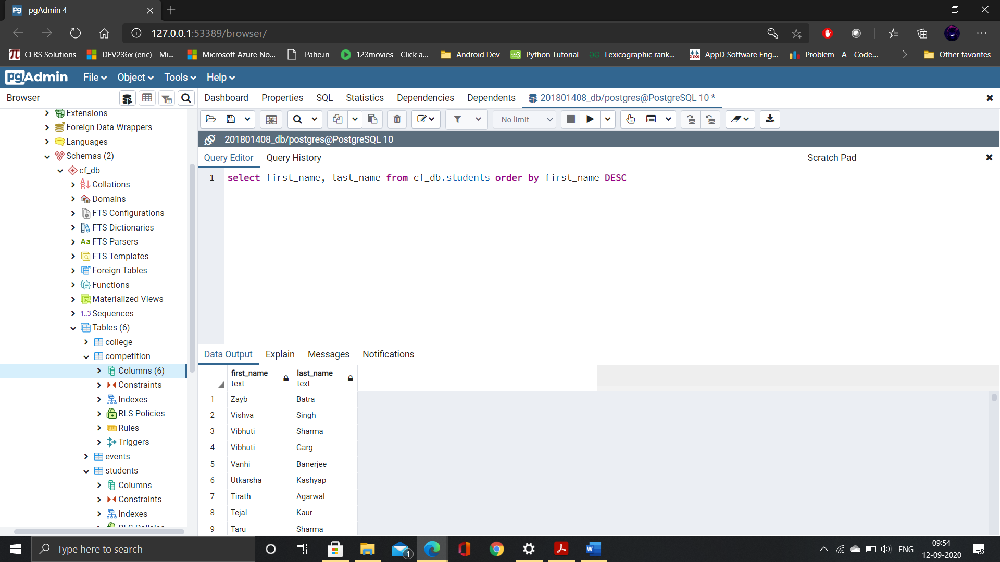 pgAdmin 4
127.0.0.1:53389/browser/
CLRS Solutions
DEV236x (eric) - Mi...
Microsoft Azure No...
Pahe.in
123movies - Click a...
Android Dev
Python Tutorial
Lexicographic rank...
AppD Software Eng...
Problem - A - Code...
Other favorites
pgAdmin
File
Object
Tools
Help
Browser
Dashboard
Properties
SQL
Statistics
Dependencies
Dependents
201801408_db/postgres@PostgreSQL 10 *
No limit
201801408_db/postgres@PostgreSQL 10
Query Editor
Query History
Scratch Pad
1 select first_name, last_name from cf_db.students order by first_name DESC
Extensions
Foreign Data Wrappers
Languages
Schemas (2)
cf_db
Collations
Domains
FTS Configurations
FTS Dictionaries
Aa FTS Parsers
FTS Templates
Foreign Tables
Functions
Materialized Views
1..3 Sequences
Tables (6)
college
competition
Columns (6)
Constraints
Indexes
RLS Policies
Rules
Triggers
events
students
Columns
Constraints
Indexes
RLS Policies
Data Output
Explain
Messages
Notifications
first_name text
last_name text
1 Zayb Batra
2 Vishva Singh
3 Vibhuti Sharma
4 Vibhuti Garg
5 Vanhi Banerjee
6 Utkarsha Kashyap
7 Tirath Agarwal
8 Tejal Kaur
9 Taru Sharma
Type here to search
1
ENG
09:54
12-09-2020